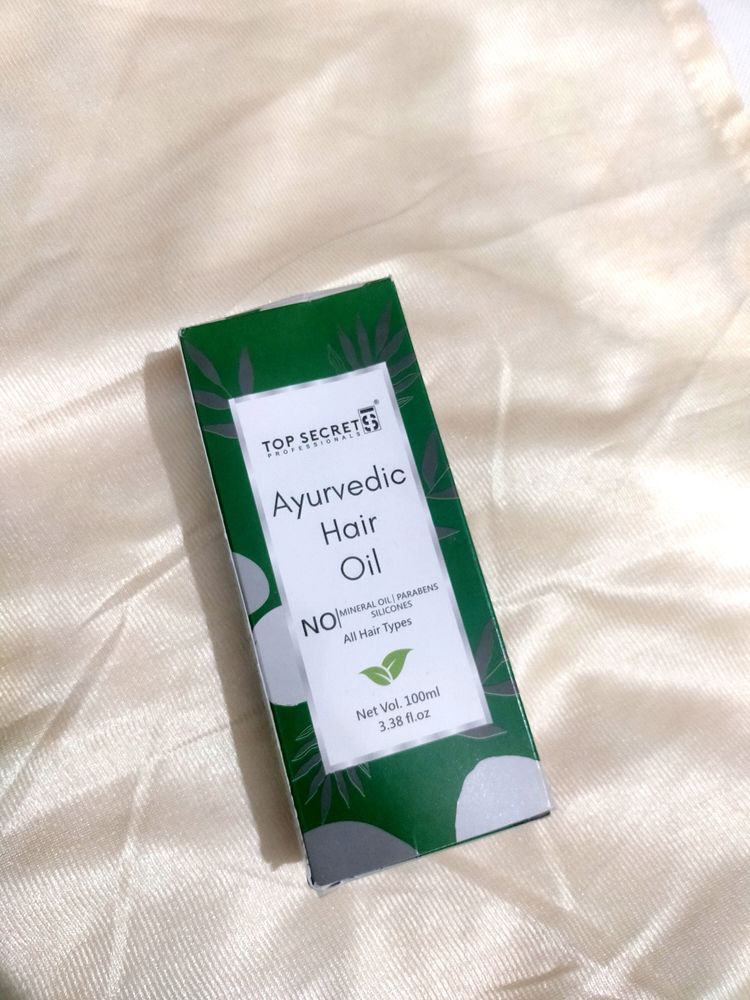 TOP SECRET TS ®
PROFESSIONALS
Ayurvedic
Hair
Oil
NO| MINERAL OIL| PARABENS
SILICONES
All Hair Types
Net Vol. 100ml
3.38 fl.oz